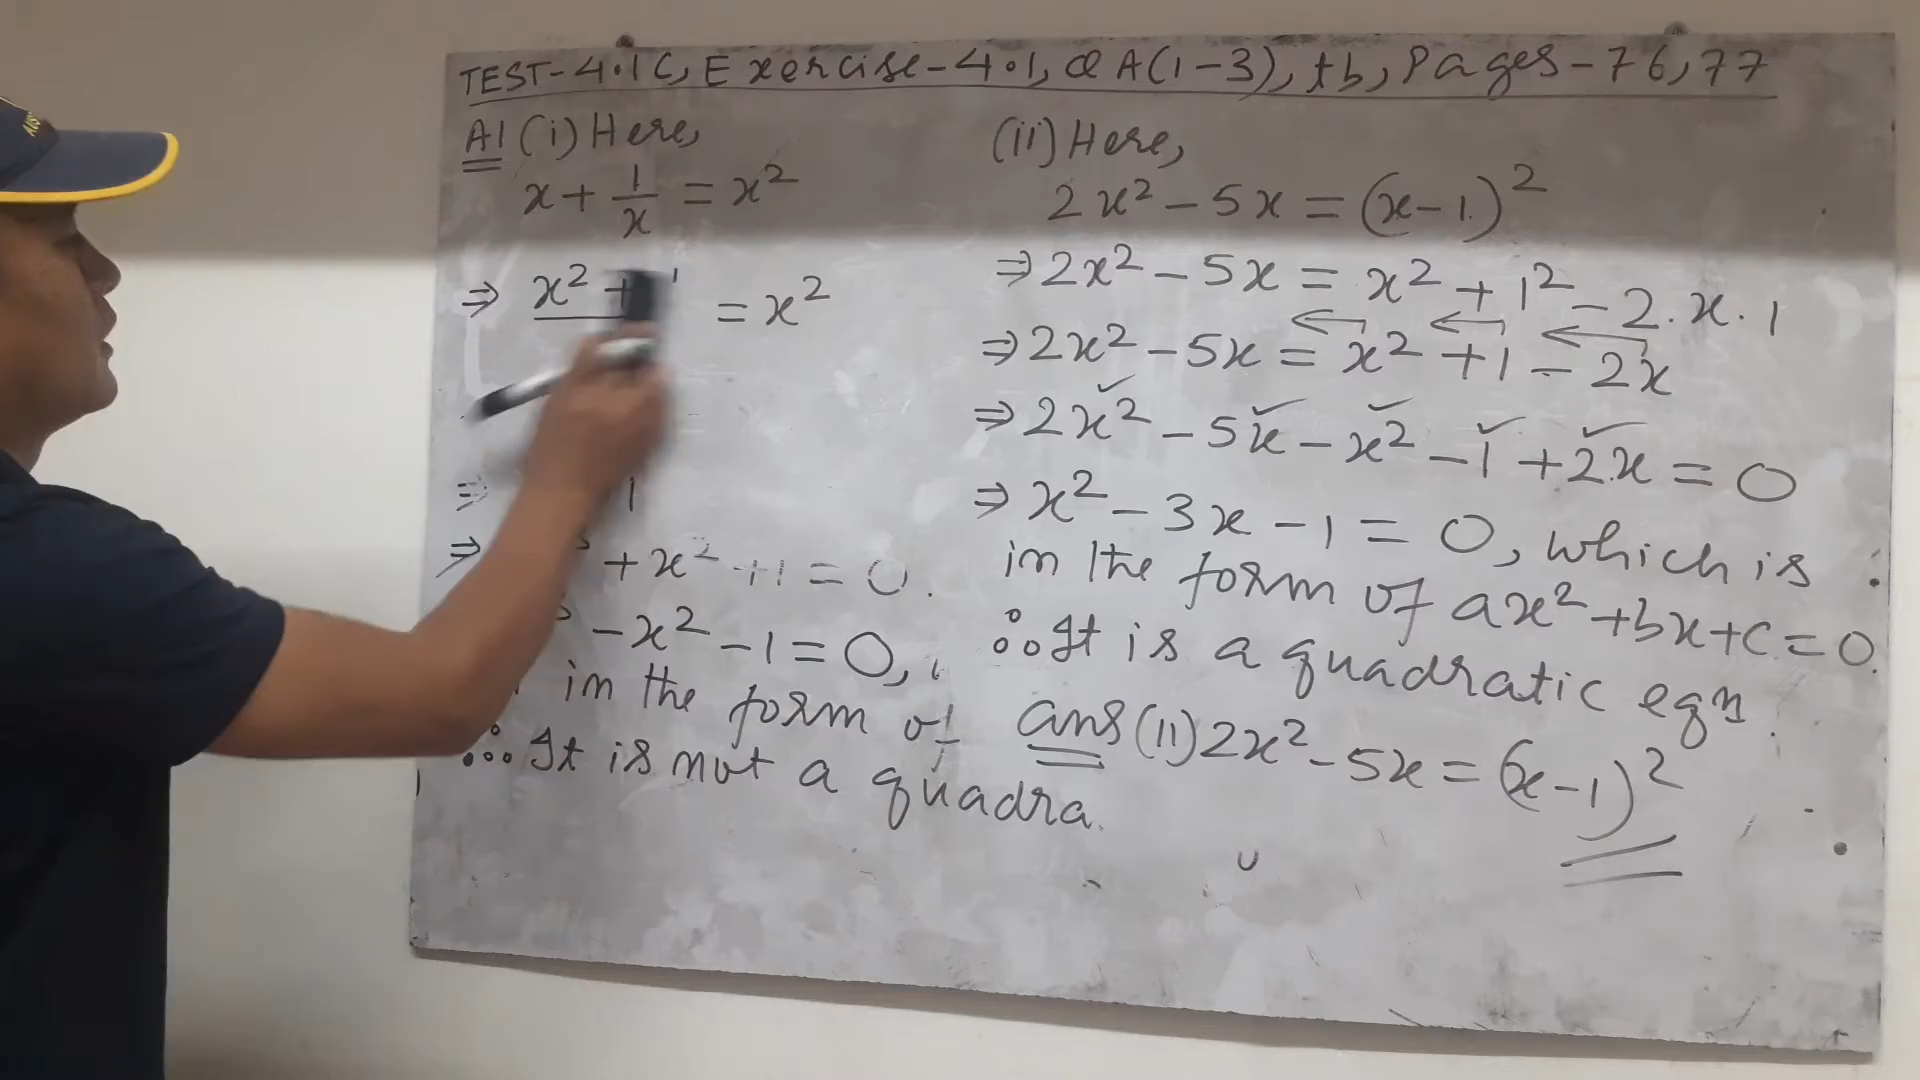 TEST-4.1C, Exercise-4.1, QA(1-3), tb, Pages-76,77
A1 (i) Here,
x + 1/x = x²
⇒ x² + 1 = x²
⇒ 1
⇒ + x² + 1 = 0
- x² - 1 = 0,
in the form of
∴ It is not a quadra
(ii) Here,
2x² - 5x = (x-1)²
⇒ 2x² - 5x = x² + 1² - 2.x.1
⇒ 2x² - 5x = x² + 1 - 2x
⇒ 2x² - 5x - x² - 1 + 2x = 0
⇒ x² - 3x - 1 = 0, which is
in the form of ax² + bx + c = 0.
∴ It is a quadratic eqn.
ans (ii) 2x² - 5x = (x-1)²